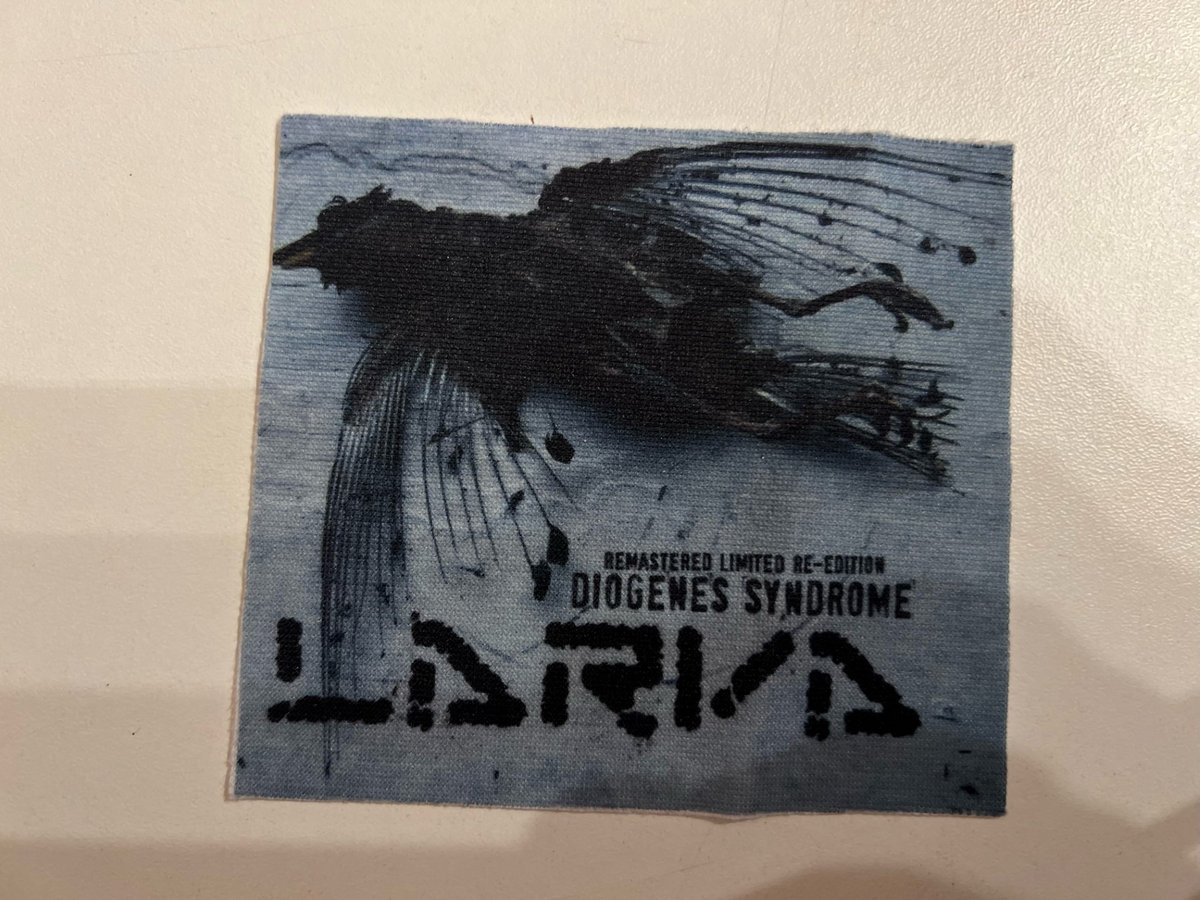 REMASTERED LIMITED RE-EDITION
DIOGENES SYNDROME
LARVA